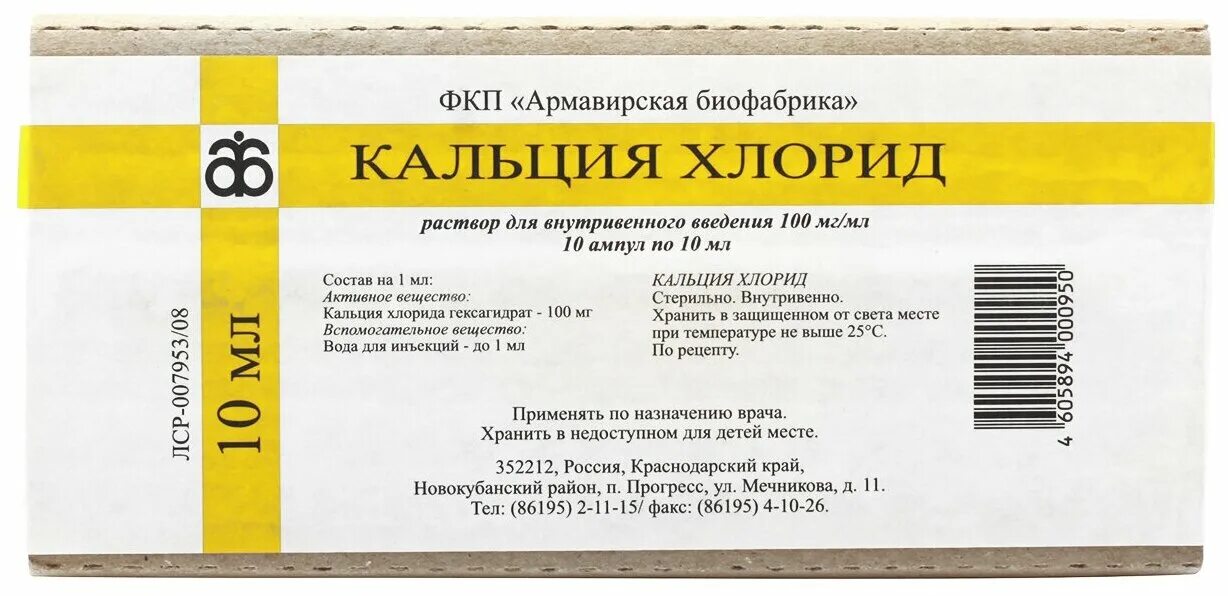 ФКП «Армавирская биофабрика»
КАЛЬЦИЯ ХЛОРИД
раствор для внутривенного введения 100 мг/мл
10 ампул по 10 мл
Состав на 1 мл:
Активное вещество:
Кальция хлорида гексагидрат - 100 мг
Вспомогательное вещество:
Вода для инъекций - до 1 мл
КАЛЬЦИЯ ХЛОРИД
Стерильно. Внутривенно.
Хранить в защищенном от света месте
при температуре не выше 25°С.
По рецепту.
Применять по назначению врача.
Хранить в недоступном для детей месте.
352212, Россия, Краснодарский край,
Новокубанский район, п. Прогресс, ул. Мечникова, д. 11.
Тел: (86195) 2-11-15/ факс: (86195) 4-10-26.
ЛСР-007953/08
10 МЛ
аб
4 605894 000950